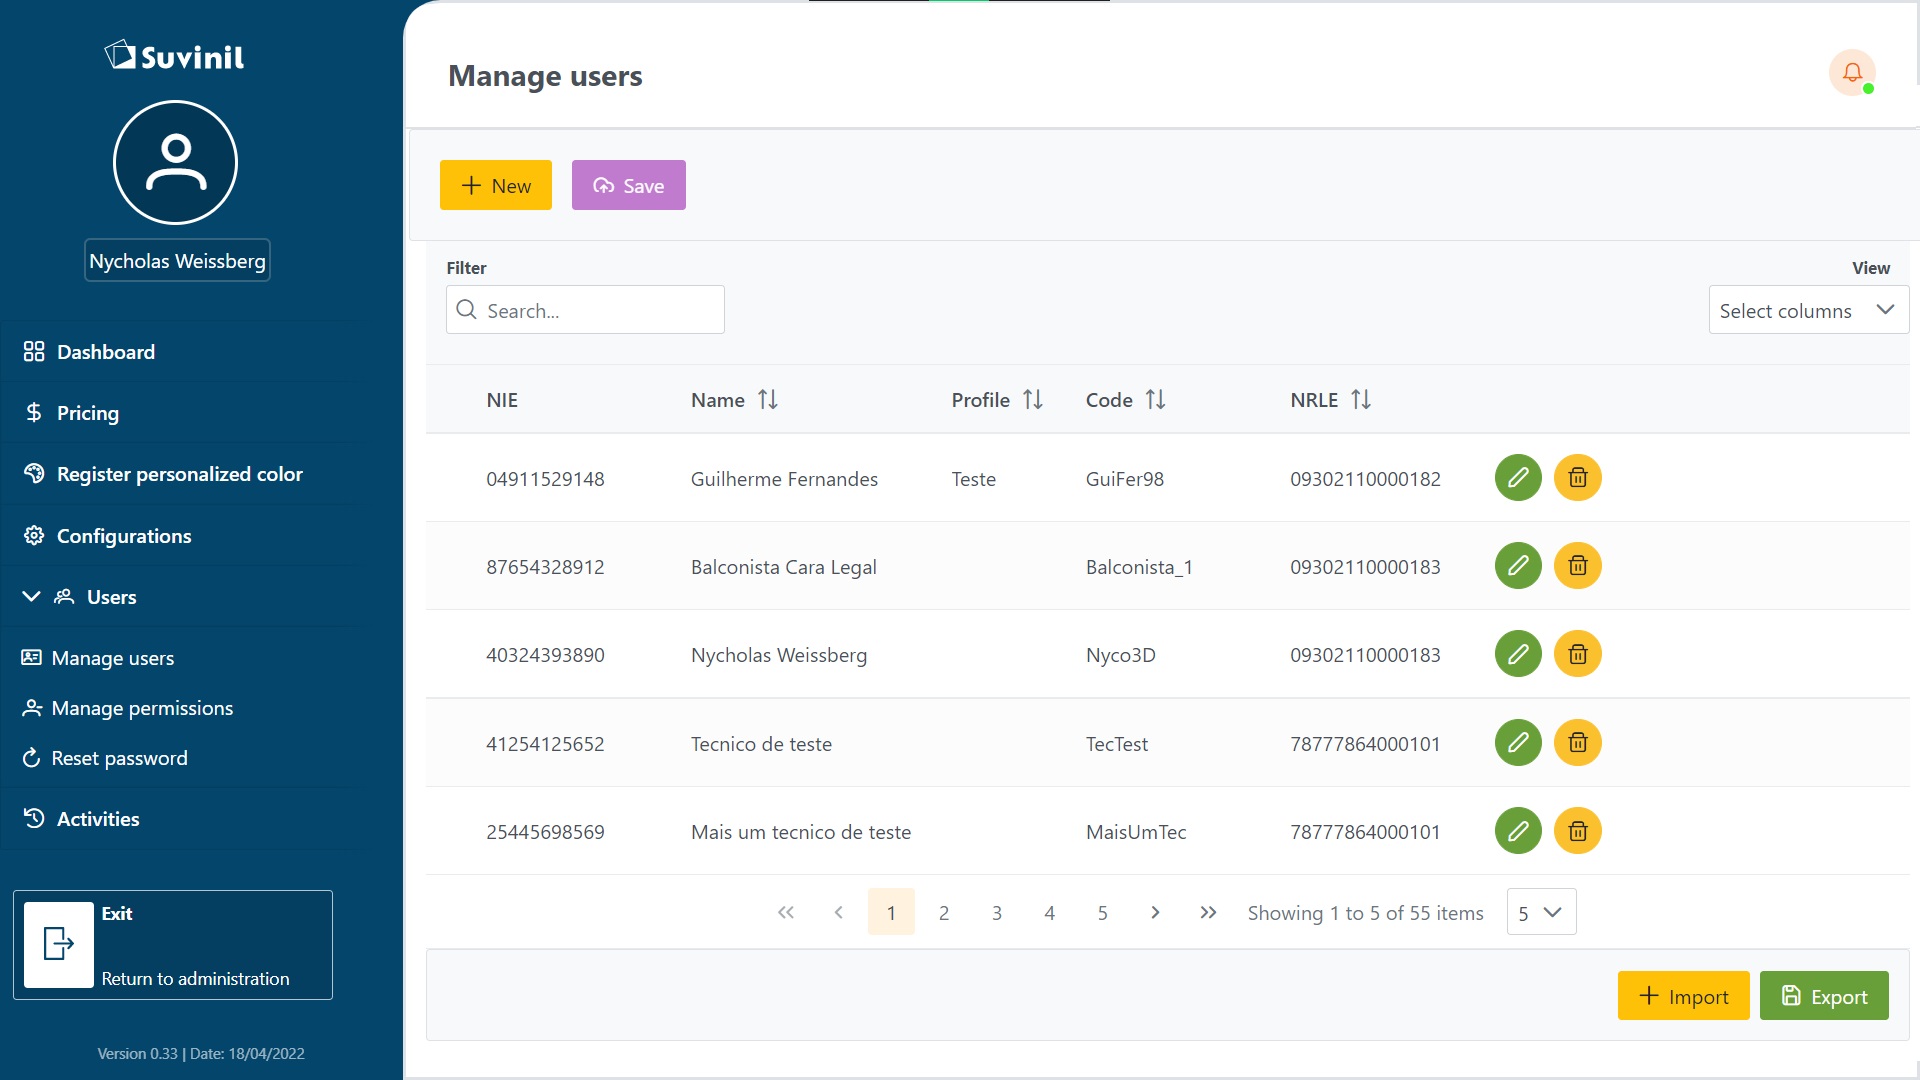 Suvinil
Nycholas Weissberg
Dashboard
Pricing
Register personalized color
Configurations
Users
Manage users
Manage permissions
Reset password
Activities
Exit
Return to administration
Version 0.33 | Date: 18/04/2022
Manage users
New Save
Filter View
Search... Select columns
NIE Name Profile Code NRLE
04911529148 Guilherme Fernandes Teste GuiFer98 09302110000182
87654328912 Balconista Cara Legal Balconista_1 09302110000183
40324393890 Nycholas Weissberg Nyco3D 09302110000183
41254125652 Tecnico de teste TecTest 78777864000101
25445698569 Mais um tecnico de teste MaisUmTec 78777864000101
1 2 3 4 5 Showing 1 to 5 of 55 items 5
Import Export